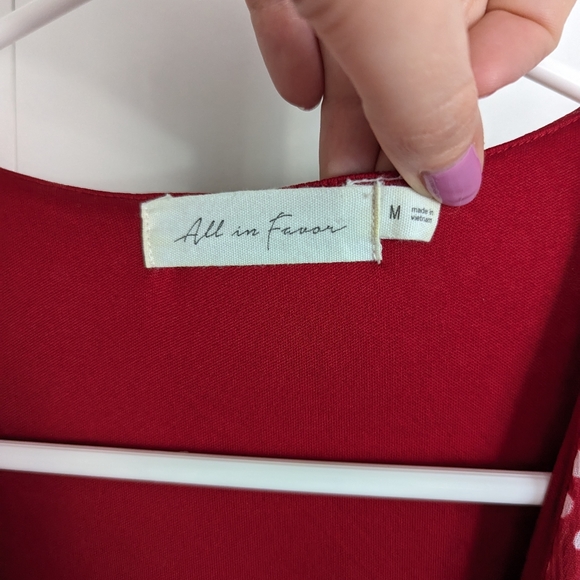 All in Favor
M
made in
vietnam